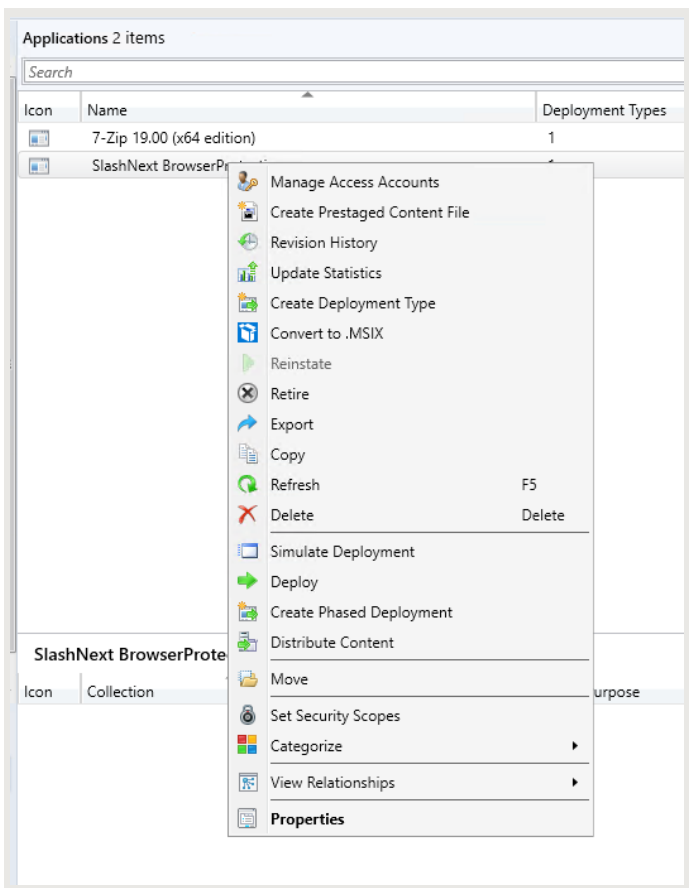 Applications 2 items
Search
Icon Name Deployment Types
7-Zip 19.00 (x64 edition) 1
SlashNext
Manage Access Accounts
Create Prestaged Content File
Revision History
Update Statistics
Create Deployment Type
Convert to .MSIX
Reinstate
Retire
Export
Copy
Refresh F5
Delete Delete
Simulate Deployment
Deploy
Create Phased Deployment
Distribute Content
SlashNext BrowserProte
Move
Icon Collection urpose
Set Security Scopes
Categorize
View Relationships
Properties